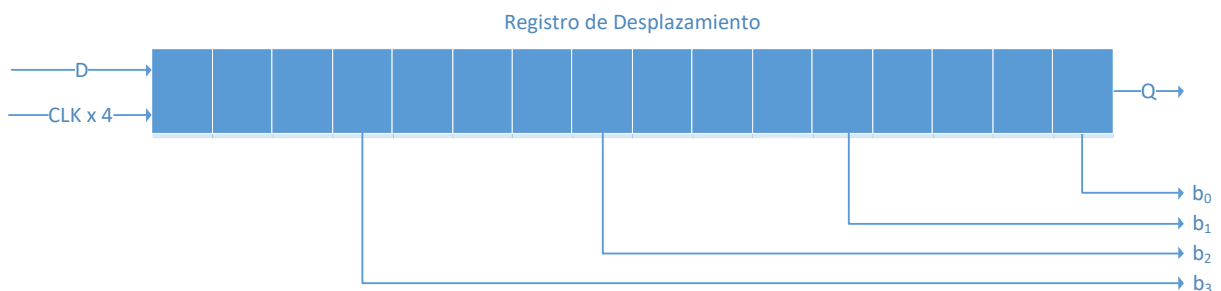 Registro de Desplazamiento
D
CLK x 4
Q
b₀
b₁
b₂
b₃